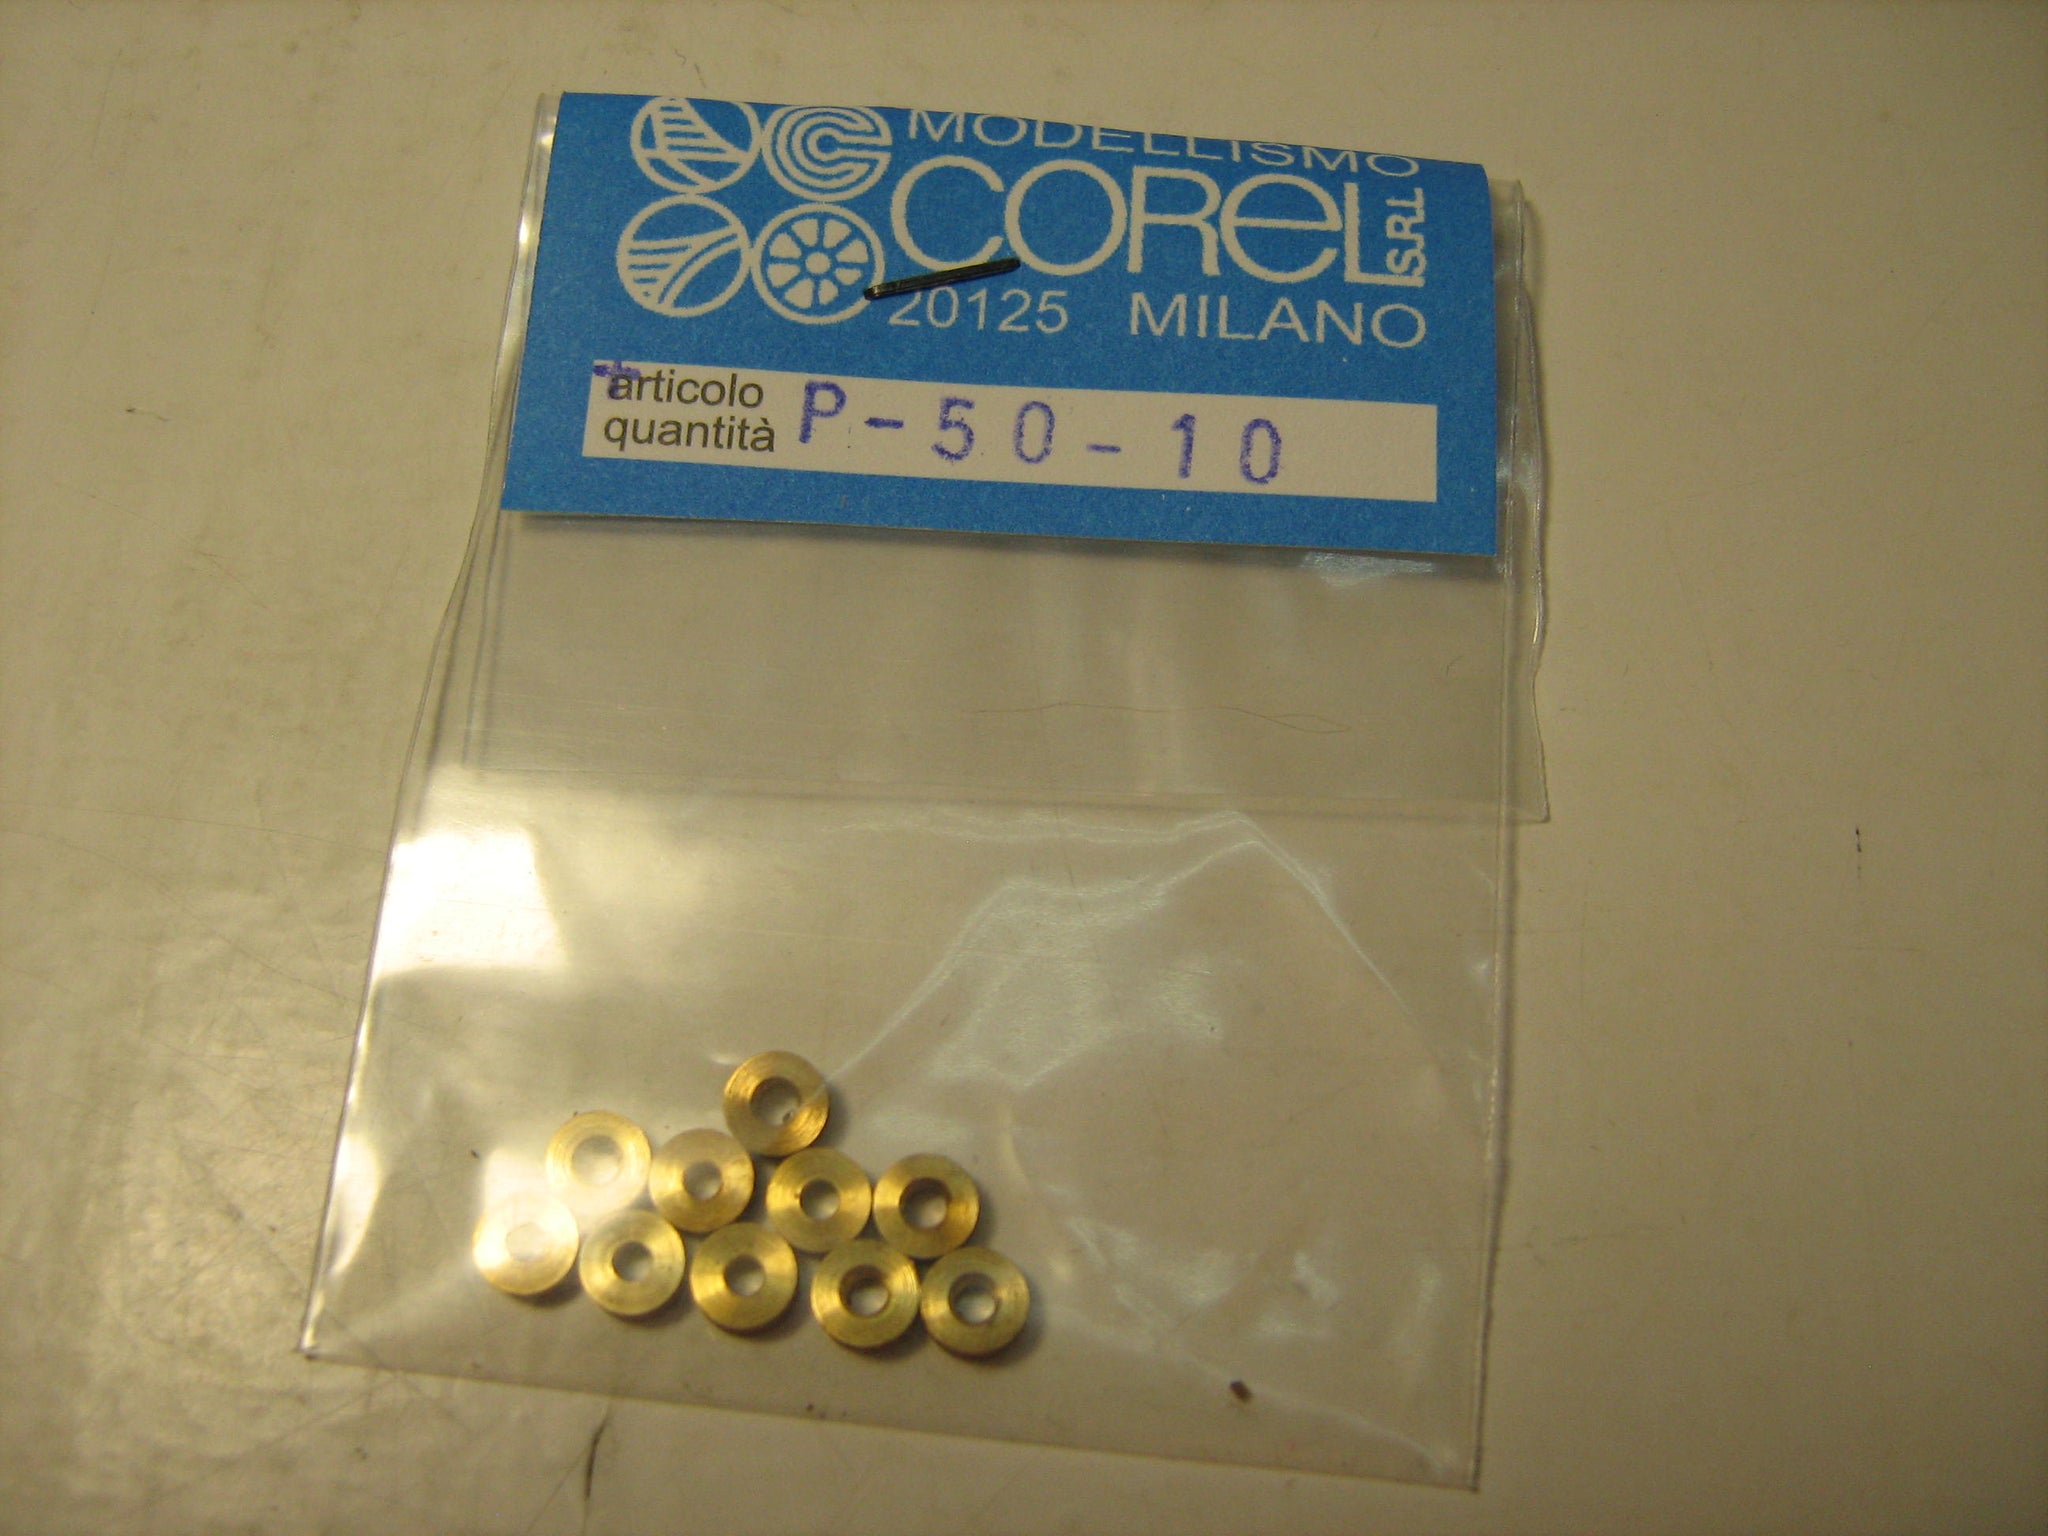 MODELLISMO
COREL S.R.L.
20125 MILANO
articolo
quantità P-50-10